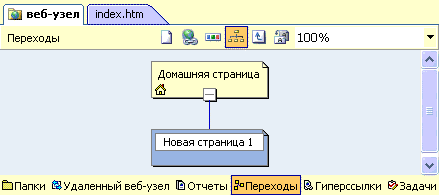 веб-узел index.htm
Переходы 100%
Домашняя страница
Новая страница 1
Папки Удаленный веб-узел Отчеты Переходы Гиперссылки Задачи